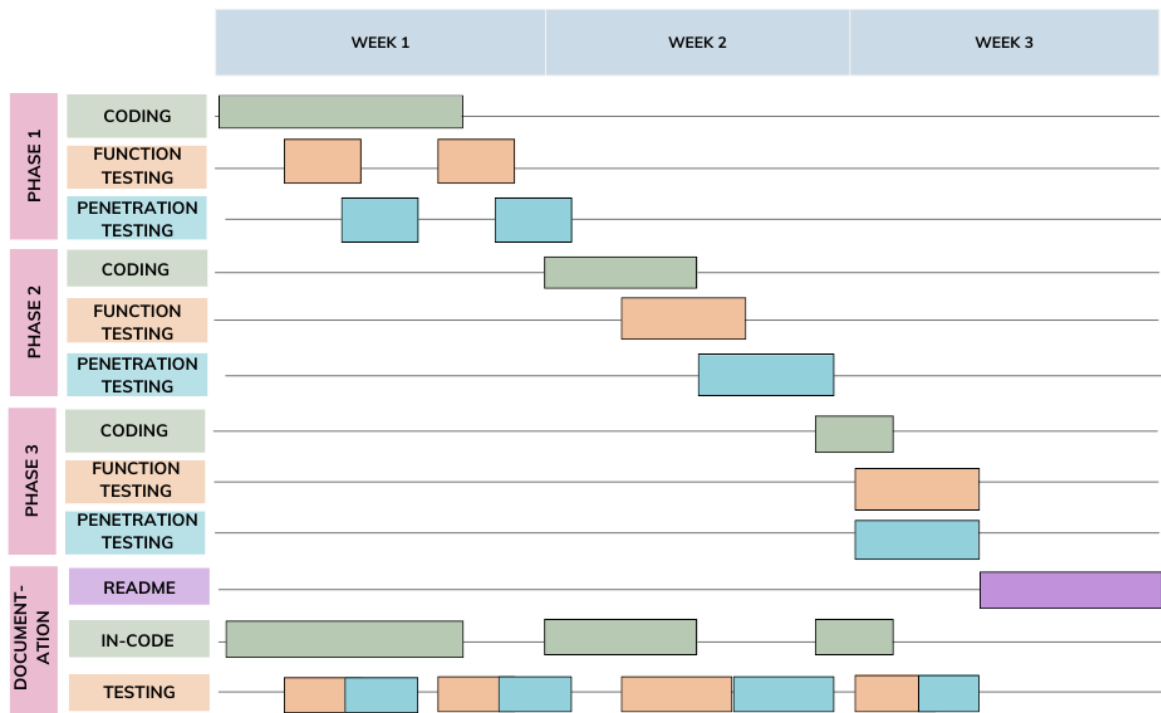 WEEK 1
WEEK 2
WEEK 3
PHASE 1
CODING
FUNCTION
TESTING
PENETRATION
TESTING
PHASE 2
CODING
FUNCTION
TESTING
PENETRATION
TESTING
PHASE 3
CODING
FUNCTION
TESTING
PENETRATION
TESTING
DOCUMENT-
ATION
README
IN-CODE
TESTING